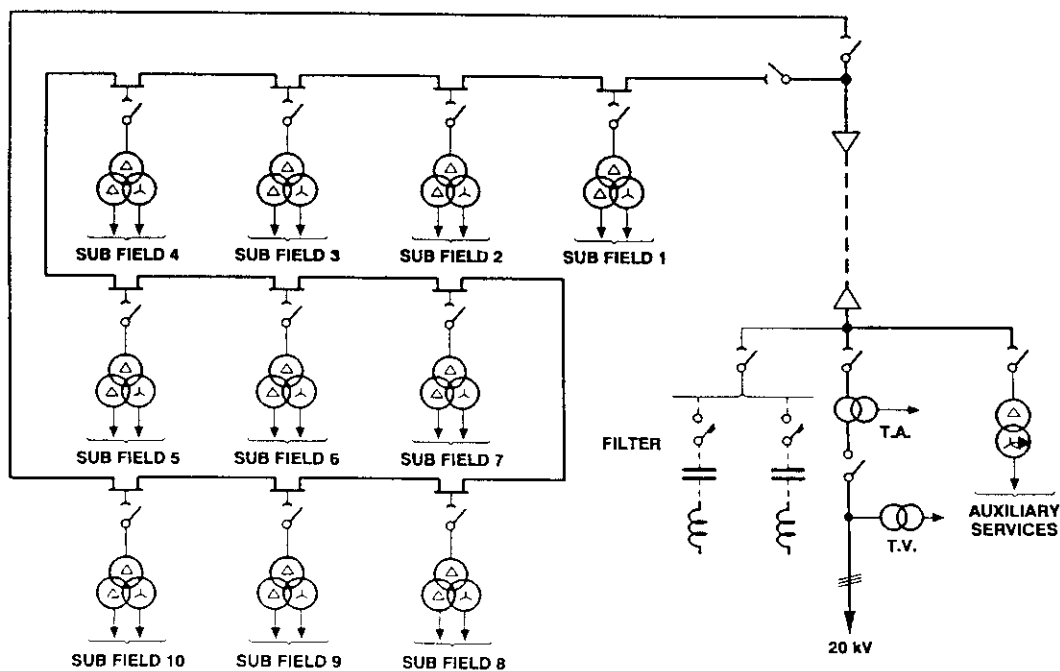 SUB FIELD 4
SUB FIELD 3
SUB FIELD 2
SUB FIELD 1
SUB FIELD 5
SUB FIELD 6
SUB FIELD 7
FILTER
T.A.
AUXILIARY
SERVICES
T.V.
SUB FIELD 10
SUB FIELD 9
SUB FIELD 8
20 kV